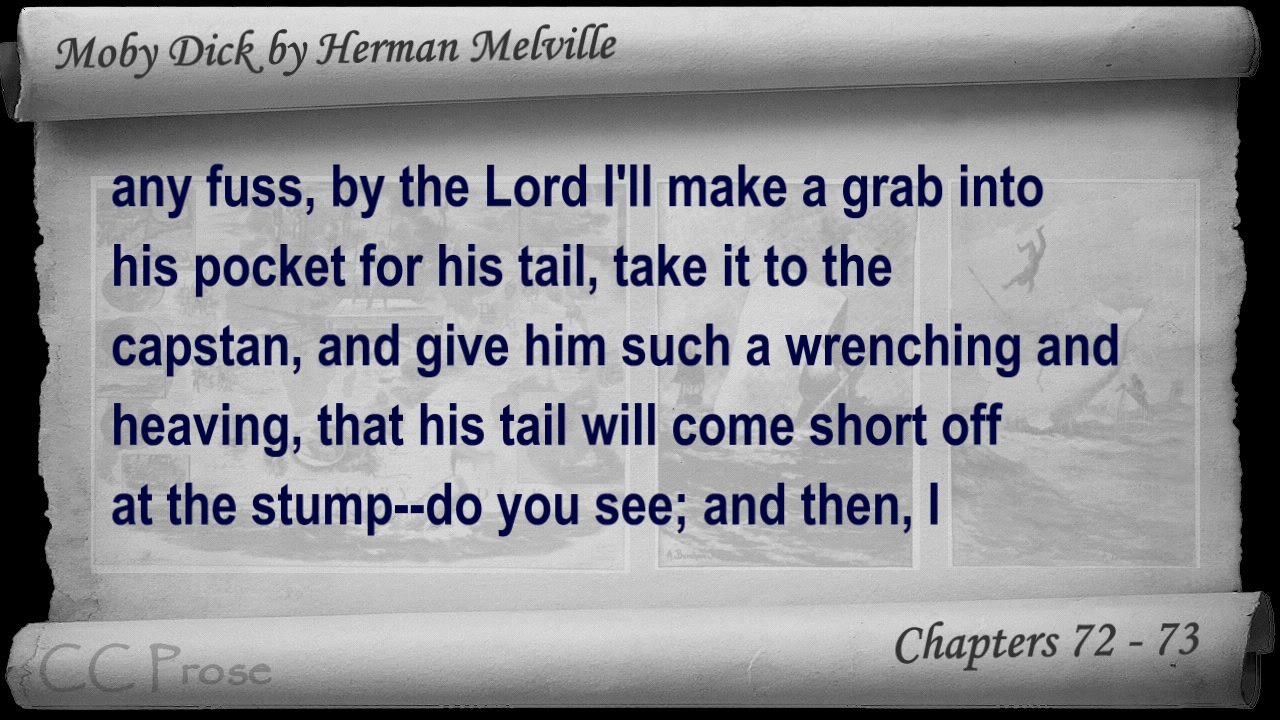 Moby Dick by Herman Melville
any fuss, by the Lord I'll make a grab into
his pocket for his tail, take it to the
capstan, and give him such a wrenching and
heaving, that his tail will come short off
at the stump--do you see; and then, I
Chapters 72 - 73
CC Prose